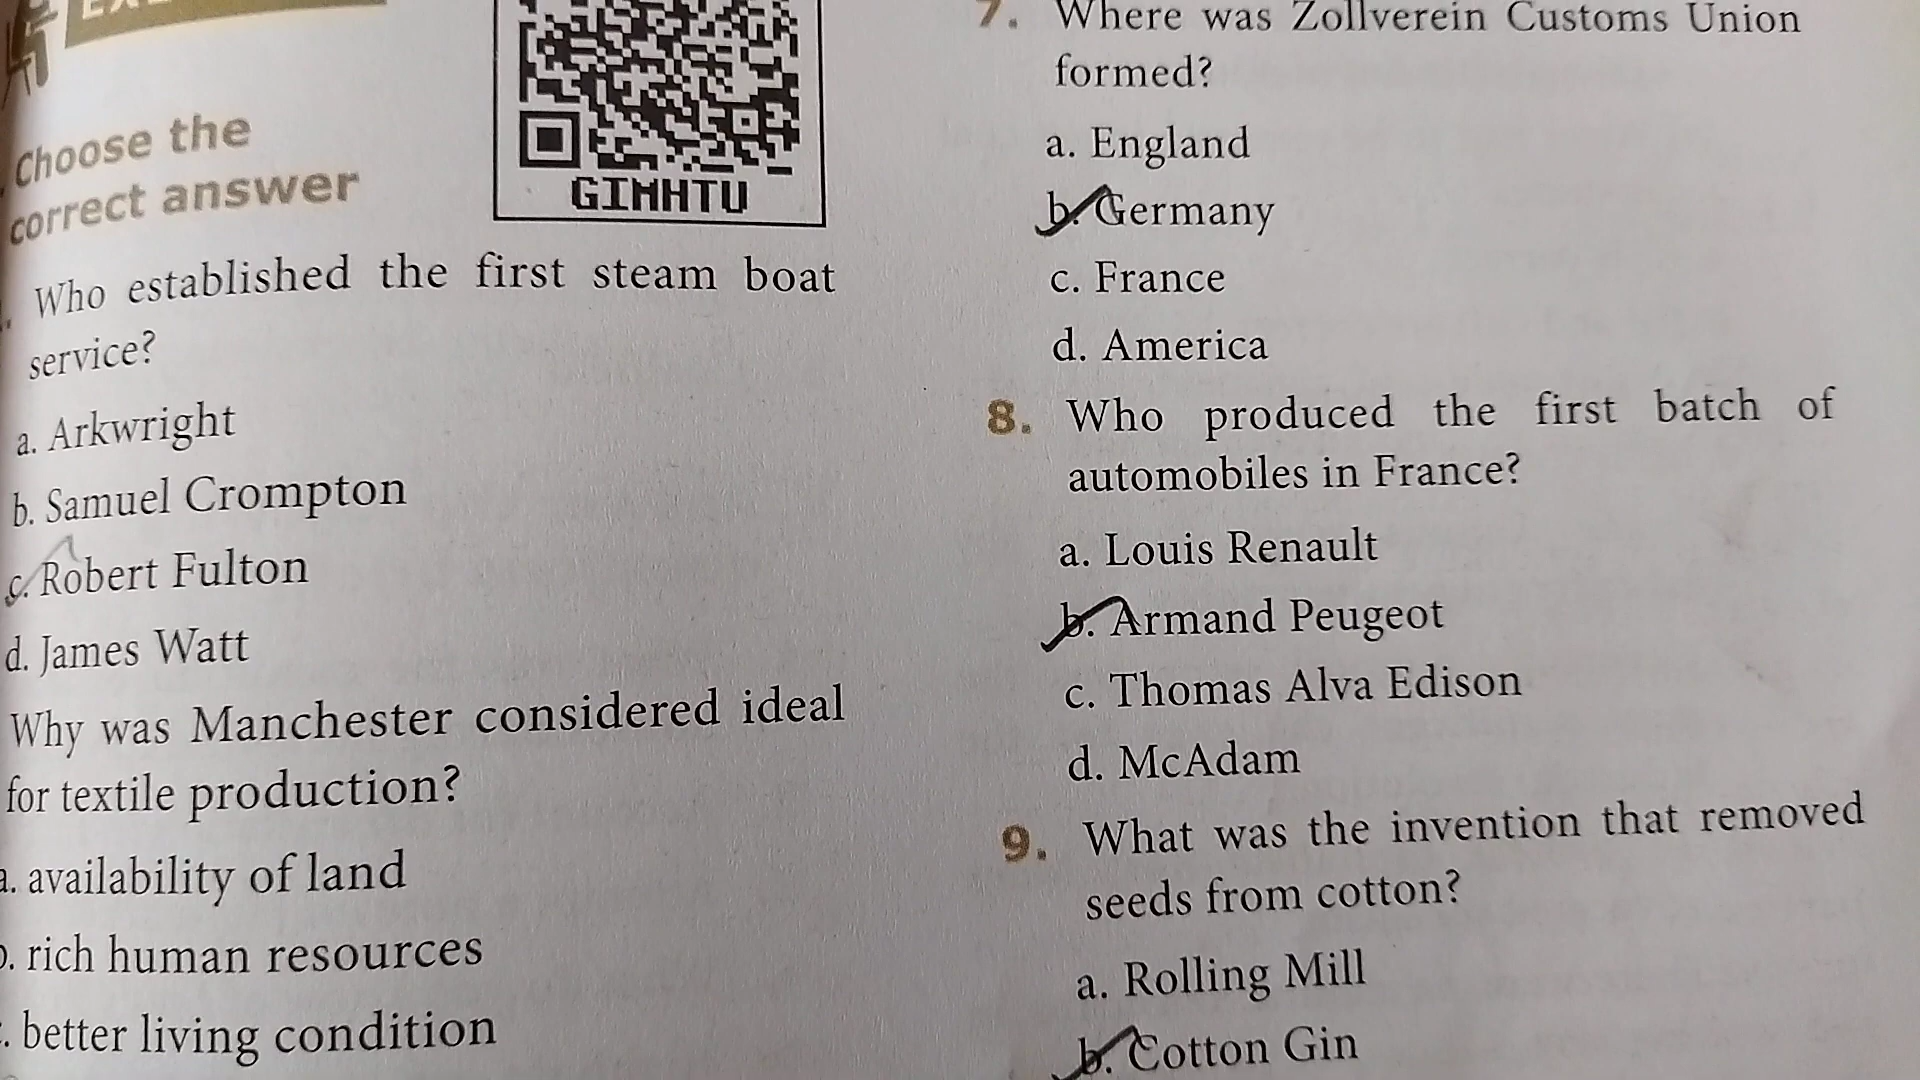 Choose the
correct answer
GIMHTU
Who established the first steam boat
service?
a. Arkwright
b. Samuel Crompton
c. Robert Fulton
d. James Watt
Why was Manchester considered ideal
for textile production?
a. availability of land
b. rich human resources
. better living condition
7. Where was Zollverein Customs Union
formed?
a. England
b. Germany
c. France
d. America
8. Who produced the first batch of
automobiles in France?
a. Louis Renault
b. Armand Peugeot
c. Thomas Alva Edison
d. McAdam
9. What was the invention that removed
seeds from cotton?
a. Rolling Mill
b. Cotton Gin